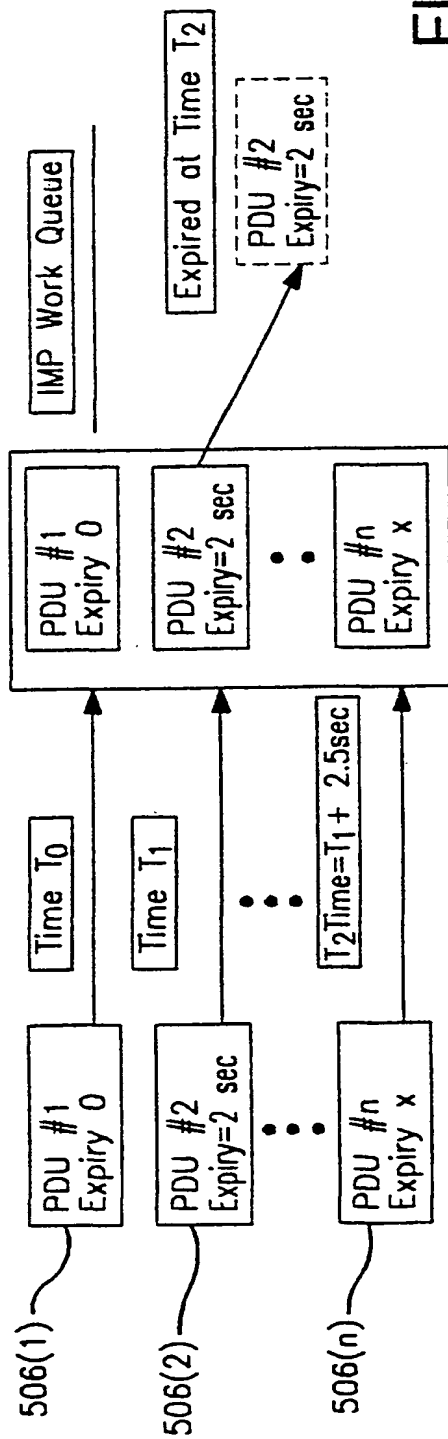 506(1)
PDU #1
Expiry 0
Time T0
PDU #1
Expiry 0
IMP Work Queue
506(2)
PDU #2
Expiry=2 sec
Time T1
PDU #2
Expiry=2 sec
Expired at Time T2
PDU #2
Expiry=2 sec
506(n)
PDU #n
Expiry x
T2Time=T1+ 2.5sec
PDU #n
Expiry x